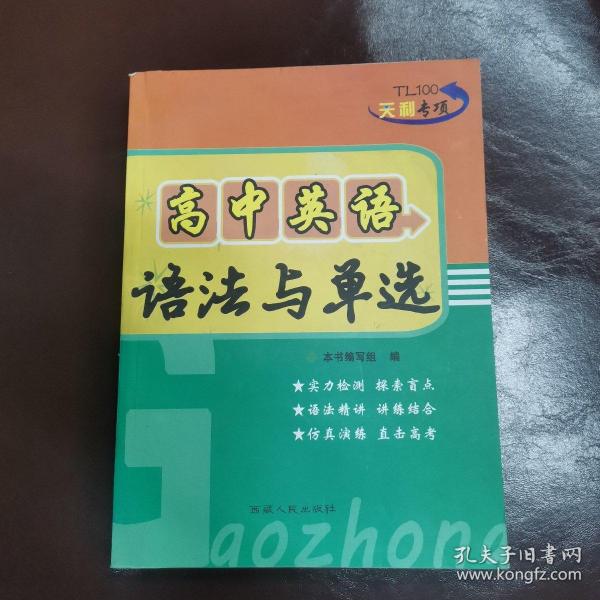 TL100
天利专项
高中英语
语法与单选
本书编写组 编
★实力检测 探索盲点
★语法精讲 讲练结合
★仿真演练 直击高考
西藏人民出版社
Gaozhong
孔夫子旧书网
www.kongfz.com